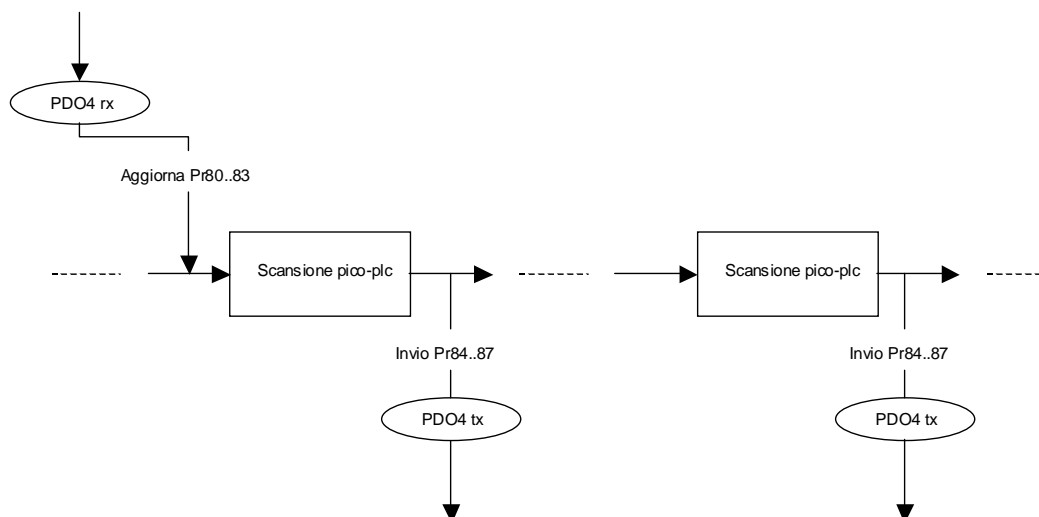 PDO4 rx
Aggiorna Pr80..83
Scansione pico-plc
Scansione pico-plc
Invio Pr84..87
Invio Pr84..87
PDO4 tx
PDO4 tx